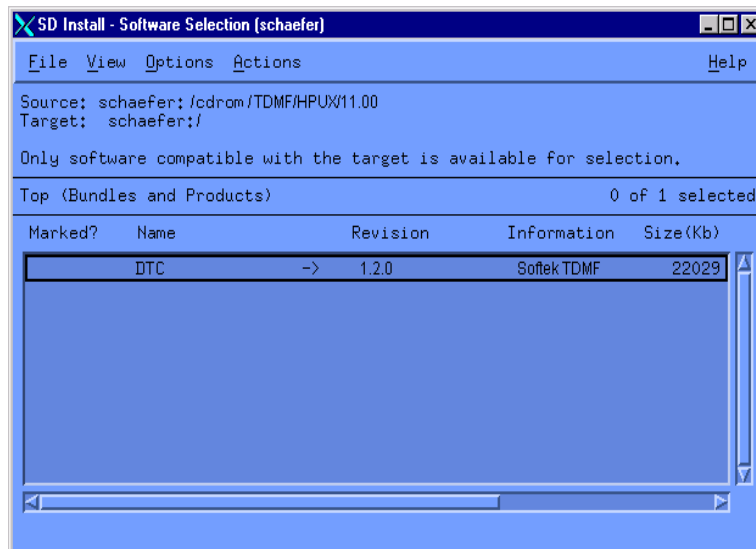 SD Install - Software Selection (schaefer)
File View Options Actions Help
Source: schaefer: /cdrom/TDMF/HPUX/11.00
Target: schaefer:/
Only software compatible with the target is available for selection.
Top (Bundles and Products) 0 of 1 selected
Marked? Name Revision Information Size(Kb)
DTC -> 1.2.0 Softek TDMF 22029